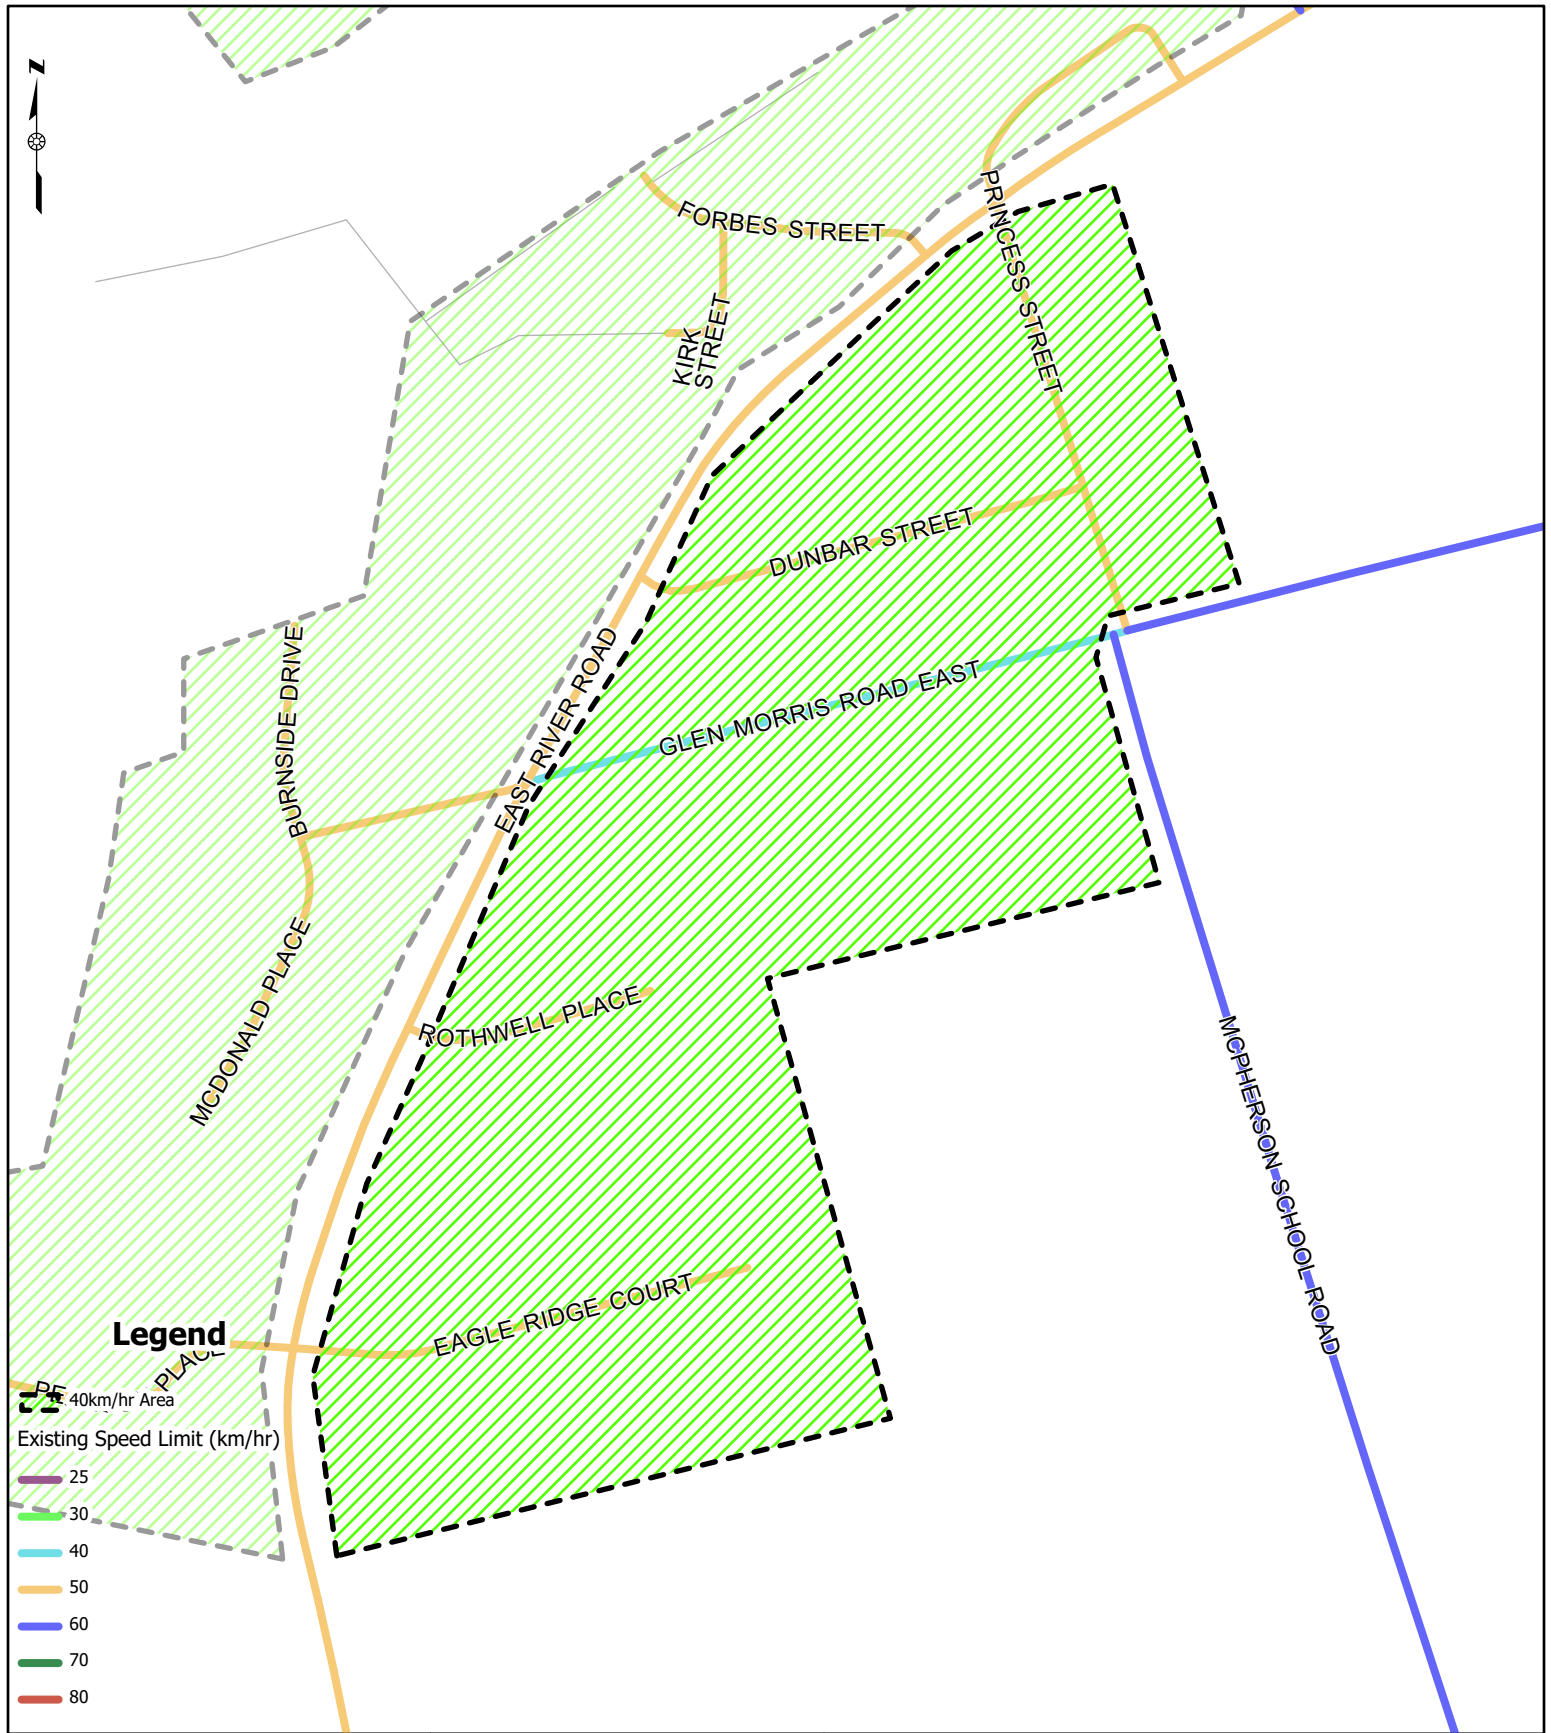 N
FORBES STREET
PRINCESS STREET
KIRK
STREET
DUNBAR STREET
BURNSIDE DRIVE
EAST RIVER ROAD
GLEN MORRIS ROAD EAST
MCDONALD PLACE
ROTHWELL PLACE
MCPHERSON SCHOOL ROAD
EAGLE RIDGE COURT
Legend
PLACE
40km/hr Area
Existing Speed Limit (km/hr)
25
30
40
50
60
70
80